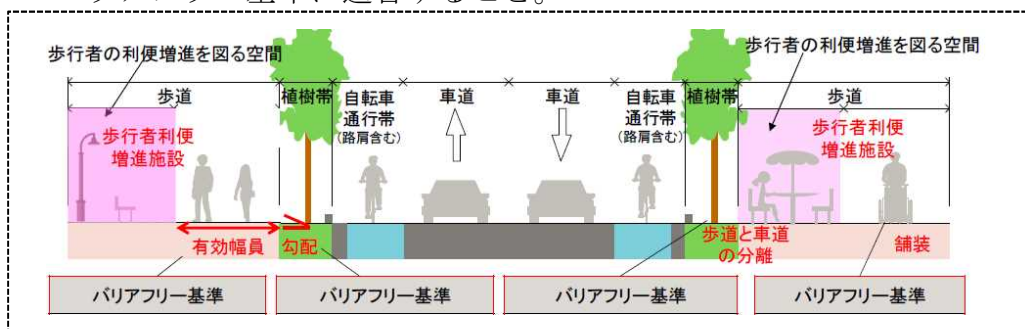 歩行者の利便増進を図る空間
歩行者の利便増進を図る空間
歩道
植樹帯
自転車
通行帯
(路肩含む)
車道
車道
自転車
通行帯
(路肩含む)
植樹帯
歩道
歩行者利便
増進施設
歩行者利便
増進施設
有効幅員
勾配
歩道と車道
の分離
舗装
バリアフリー基準
バリアフリー基準
バリアフリー基準
バリアフリー基準